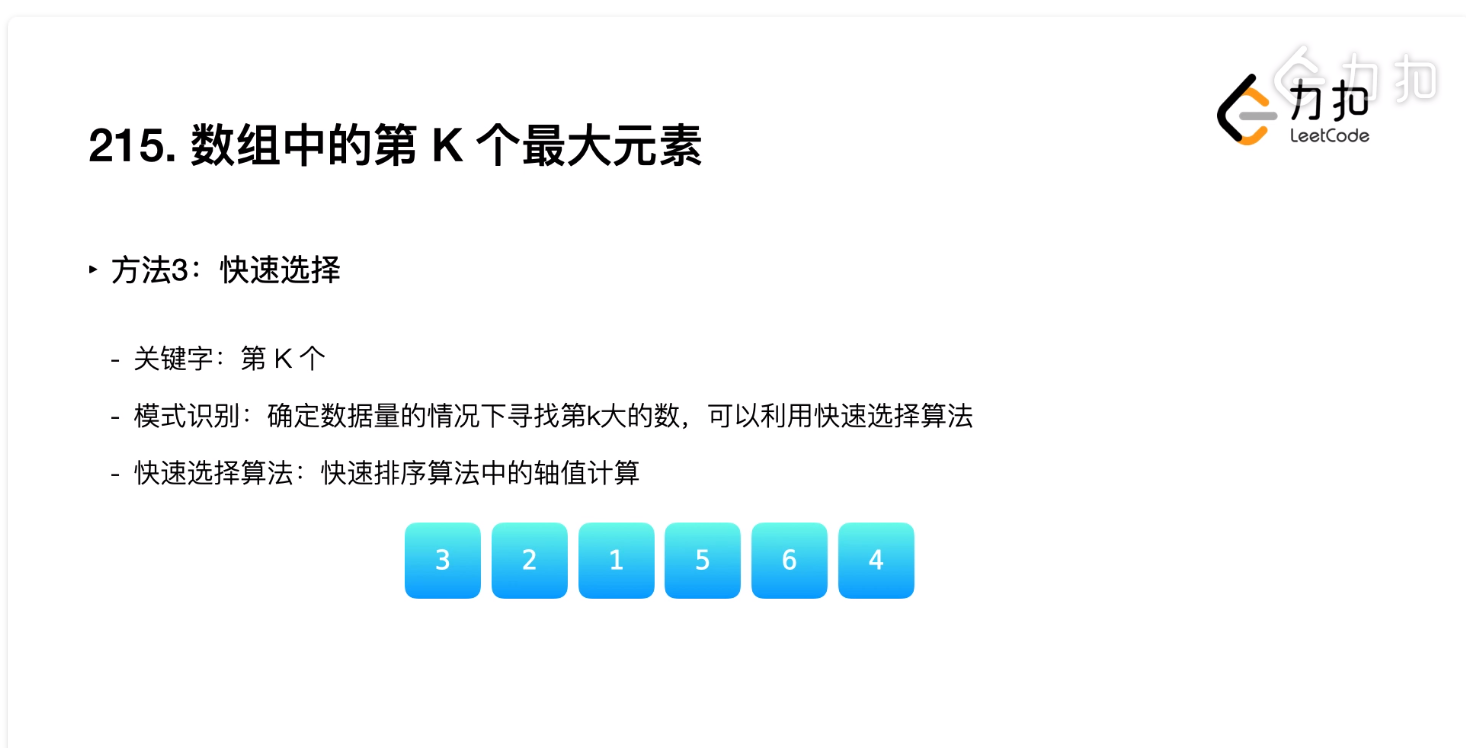 力扣
力扣
LeetCode
215. 数组中的第 K 个最大元素
‣ 方法3：快速选择
- 关键字：第 K 个
- 模式识别：确定数据量的情况下寻找第k大的数，可以利用快速选择算法
- 快速选择算法：快速排序算法中的轴值计算
3 2 1 5 6 4